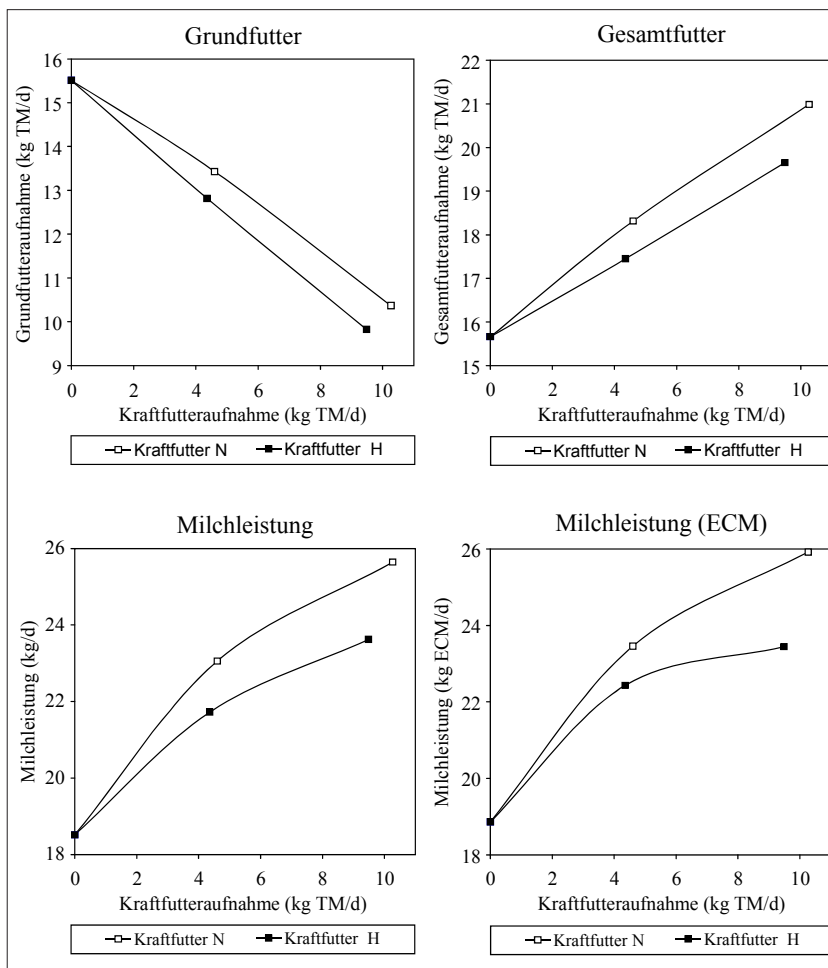 Grundfutter
Grundfutteraufnahme (kg TM/d)
16
15
14
13
12
11
10
9
0 2 4 6 8 10
Kraftfutteraufnahme (kg TM/d)
Kraftfutter N Kraftfutter H
Gesamtfutter
Gesamtfutteraufnahme (kg TM/d)
22
21
20
19
18
17
16
15
0 2 4 6 8 10
Kraftfutteraufnahme (kg TM/d)
Kraftfutter N Kraftfutter H
Milchleistung
Milchleistung (kg/d)
26
24
22
20
18
0 2 4 6 8 10
Kraftfutteraufnahme (kg TM/d)
Kraftfutter N Kraftfutter H
Milchleistung (ECM)
Milchleistung (kg ECM/d)
26
24
22
20
18
0 2 4 6 8 10
Kraftfutteraufnahme (kg TM/d)
Kraftfutter N Kraftfutter H